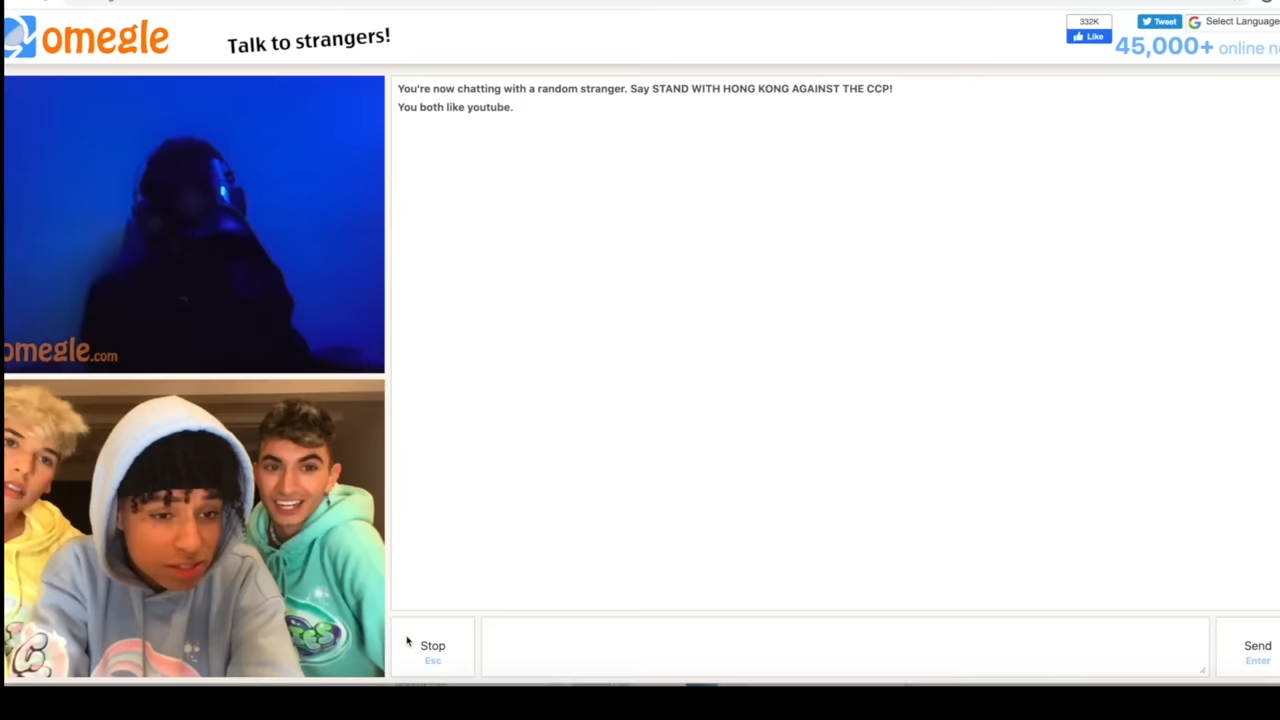 omegle
Talk to strangers!
332K
Like
Tweet
Select Language
45,000+ online n
You're now chatting with a random stranger. Say STAND WITH HONG KONG AGAINST THE CCP!
You both like youtube.
omegle.com
Stop
Esc
Send
Enter